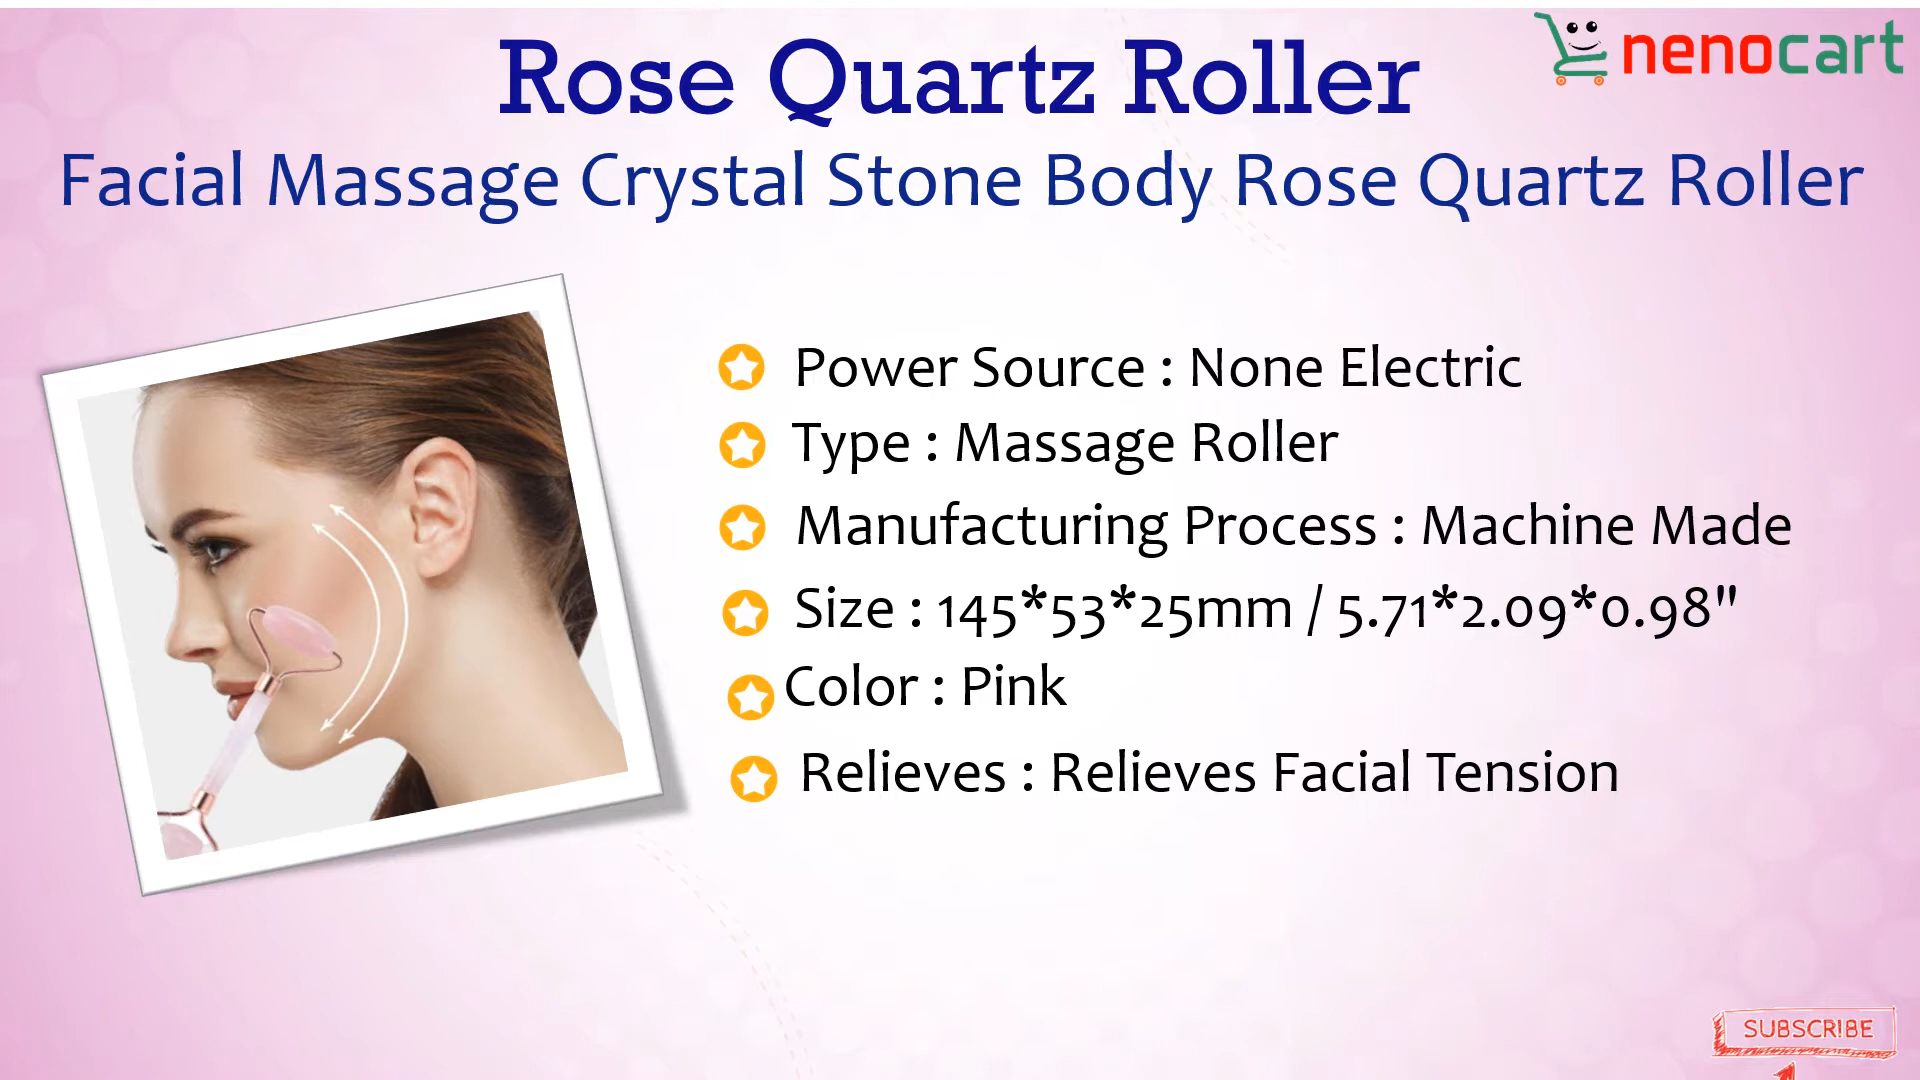 Rose Quartz Roller
nenocart
Facial Massage Crystal Stone Body Rose Quartz Roller
Power Source : None Electric
Type : Massage Roller
Manufacturing Process : Machine Made
Size : 145*53*25mm / 5.71*2.09*0.98"
Color : Pink
Relieves : Relieves Facial Tension
SUBSCRIBE